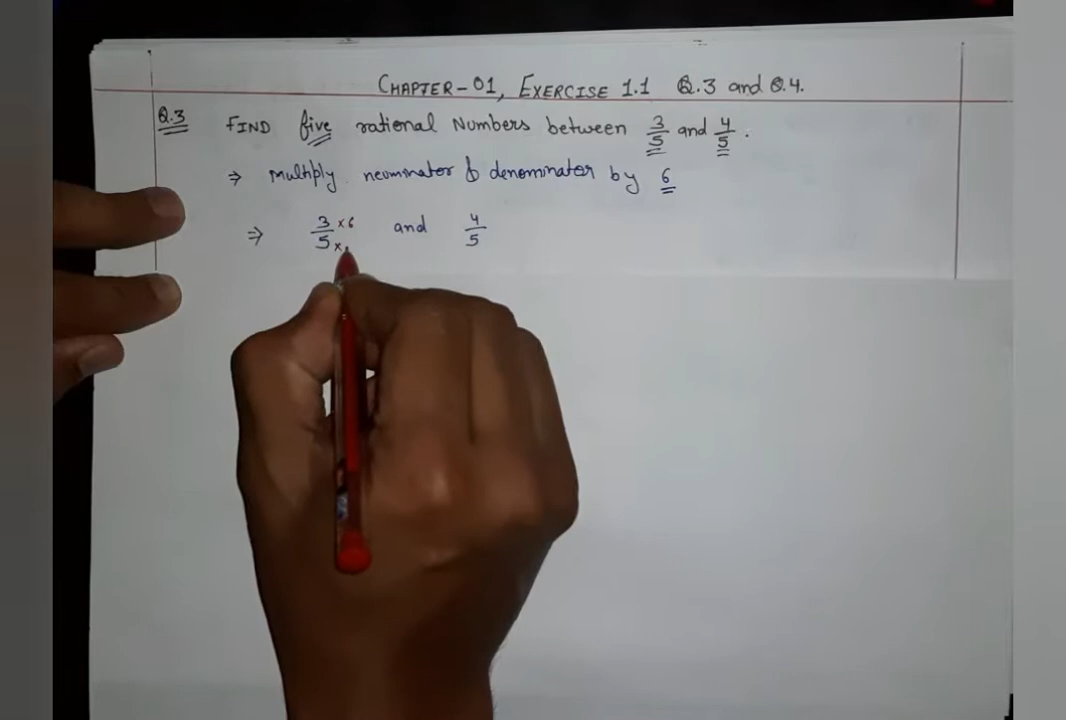 CHAPTER-01, EXERCISE 1.1 Q.3 and Q.4.
Q.3 FIND five rational Numbers between 3/5 and 4/5.
⇒ Multiply neuminator & denominator by 6
⇒ 3/5 ×6/× and 4/5